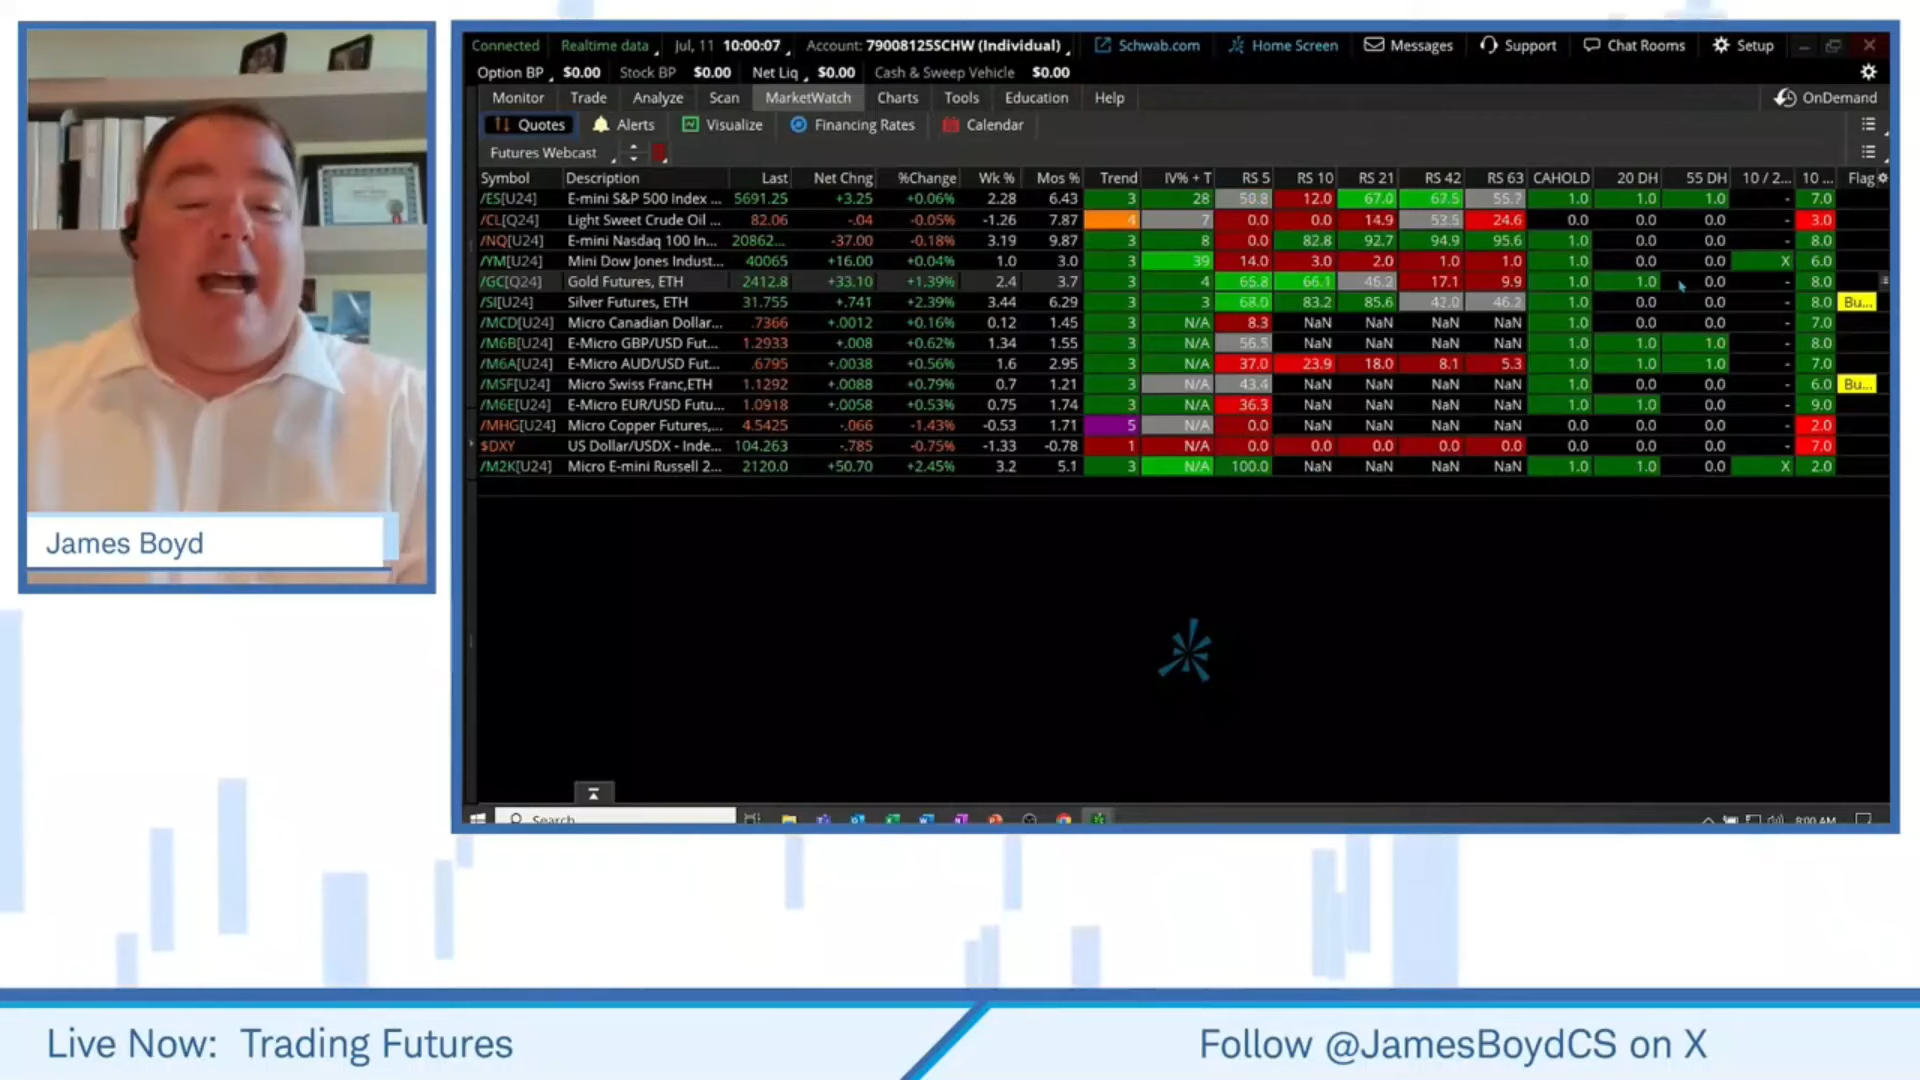 Connected Realtime data Jul, 11 10:00:07 Account: 79008125SCHW (Individual) Schwab.com Home Screen Messages Support Chat Rooms Setup
Option BP $0.00 Stock BP $0.00 Net Liq $0.00 Cash & Sweep Vehicle $0.00
Monitor Trade Analyze Scan MarketWatch Charts Tools Education Help OnDemand
Quotes Alerts Visualize Financing Rates Calendar
Futures Webcast
Symbol Description Last Net Chng %Change Wk % Mos % Trend IV% + T RS 5 RS 10 RS 21 RS 42 RS 63 CAHOLD 20 DH 55 DH 10 / 2... 10 ... Flag
/ES[U24] E-mini S&P 500 Index ... 5691.25 +3.25 +0.06% 2.28 6.43 3 28 50.8 12.0 67.0 67.5 55.7 1.0 1.0 1.0 - 7.0
/CL[Q24] Light Sweet Crude Oil ... 82.06 -.04 -0.05% -1.26 7.87 4 7 0.0 0.0 14.9 53.5 24.6 0.0 0.0 0.0 - 3.0
/NQ[U24] E-mini Nasdaq 100 In... 20862... -37.00 -0.18% 3.19 9.87 3 8 0.0 82.8 92.7 94.9 95.6 1.0 0.0 0.0 - 8.0
/YM[U24] Mini Dow Jones Indust... 40065 +16.00 +0.04% 1.0 3.0 3 39 14.0 3.0 2.0 1.0 1.0 1.0 0.0 0.0 X 6.0
/GC[Q24] Gold Futures, ETH 2412.8 +33.10 +1.39% 2.4 3.7 3 4 65.8 66.1 46.2 17.1 9.9 1.0 1.0 0.0 - 8.0
/SI[U24] Silver Futures, ETH 31.755 +.741 +2.39% 3.44 6.29 3 3 68.0 83.2 85.6 42.0 46.2 1.0 0.0 0.0 - 8.0 Bu...
/MCD[U24] Micro Canadian Dollar... .7366 +.0012 +0.16% 0.12 1.45 3 N/A 8.3 NaN NaN NaN NaN 1.0 0.0 0.0 - 7.0
/M6B[U24] E-Micro GBP/USD Fut... 1.2933 +.008 +0.62% 1.34 1.55 3 N/A 56.5 NaN NaN NaN NaN 1.0 1.0 1.0 - 8.0
/M6A[U24] E-Micro AUD/USD Fut... .6795 +.0038 +0.56% 1.6 2.95 3 N/A 37.0 23.9 18.0 8.1 5.3 1.0 1.0 1.0 - 7.0
/MSF[U24] Micro Swiss Franc,ETH 1.1292 +.0088 +0.79% 0.7 1.21 3 N/A 43.4 NaN NaN NaN NaN 1.0 0.0 0.0 - 6.0 Bu...
/M6E[U24] E-Micro EUR/USD Futu... 1.0918 +.0058 +0.53% 0.75 1.74 3 N/A 36.3 NaN NaN NaN NaN 1.0 1.0 0.0 - 9.0
/MHG[U24] Micro Copper Futures,... 4.5425 -.066 -1.43% -0.53 1.71 5 N/A 0.0 NaN NaN NaN NaN 0.0 0.0 0.0 - 2.0
$DXY US Dollar/USDX - Inde... 104.263 -.785 -0.75% -1.33 -0.78 1 N/A 0.0 0.0 0.0 0.0 0.0 0.0 0.0 0.0 - 7.0
/M2K[U24] Micro E-mini Russell 2... 2120.0 +50.70 +2.45% 3.2 5.1 3 N/A 100.0 NaN NaN NaN NaN 1.0 1.0 0.0 X 2.0
James Boyd
Search 8:00 AM
Live Now: Trading Futures
Follow @JamesBoydCS on X